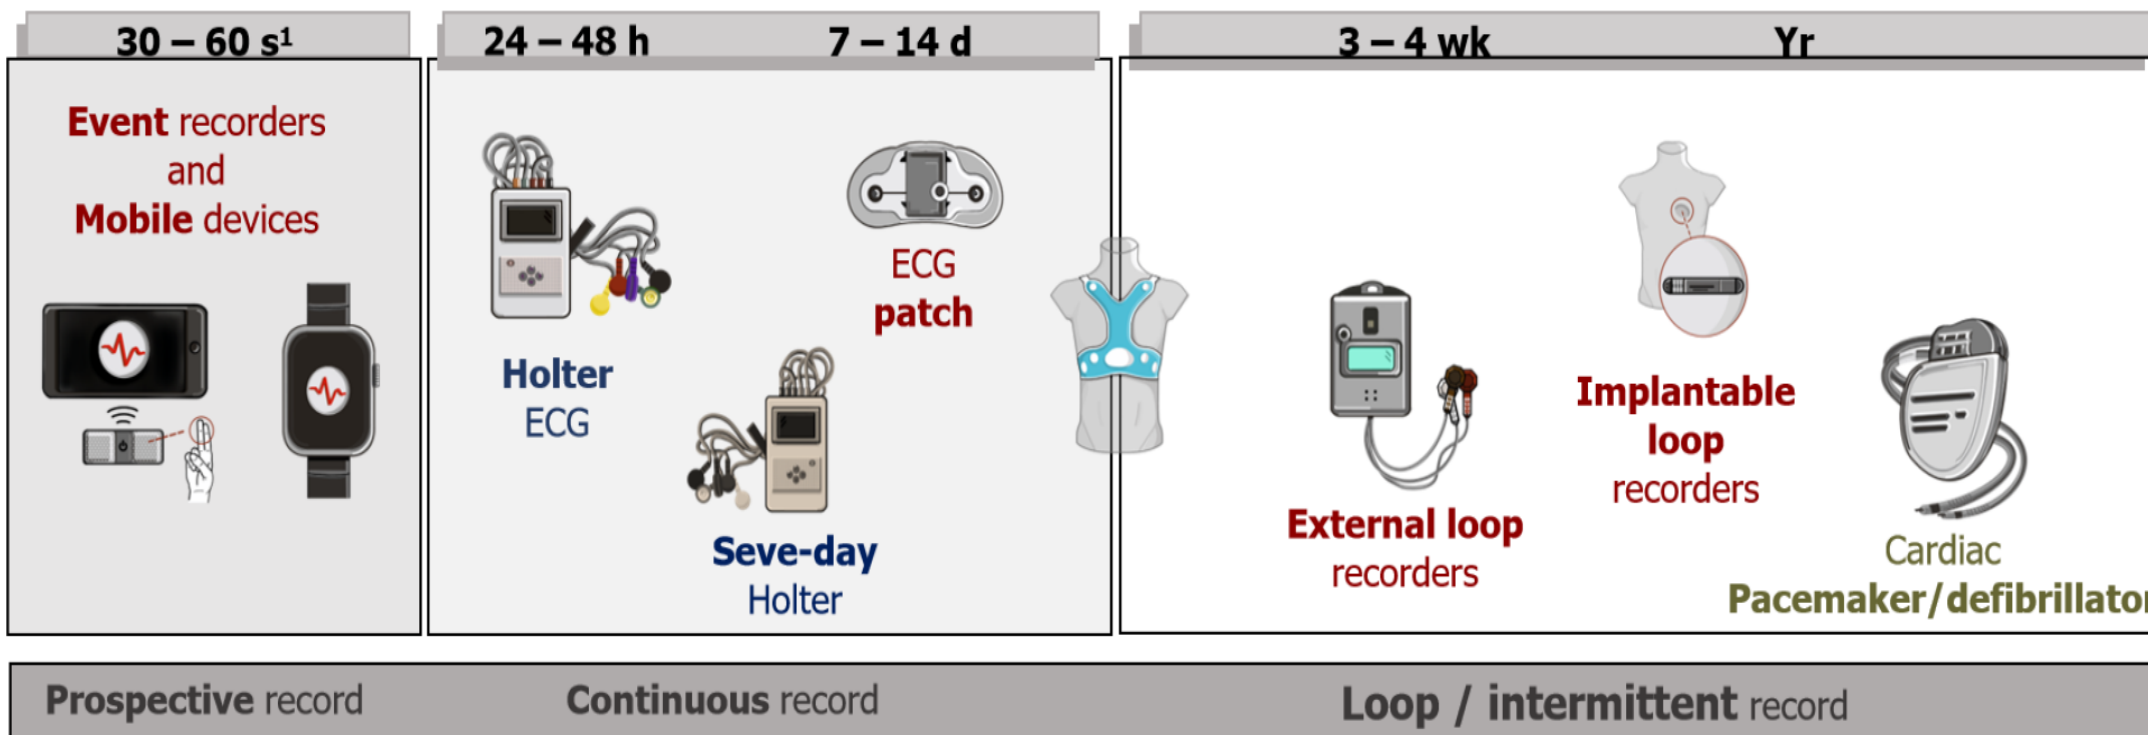 30 – 60 s¹
24 – 48 h
7 – 14 d
3 – 4 wk
Yr
Event recorders
and
Mobile devices
Holter
ECG
Seve-day
Holter
ECG
patch
External loop
recorders
Implantable
loop
recorders
Cardiac
Pacemaker/defibrillator
Prospective record
Continuous record
Loop / intermittent record